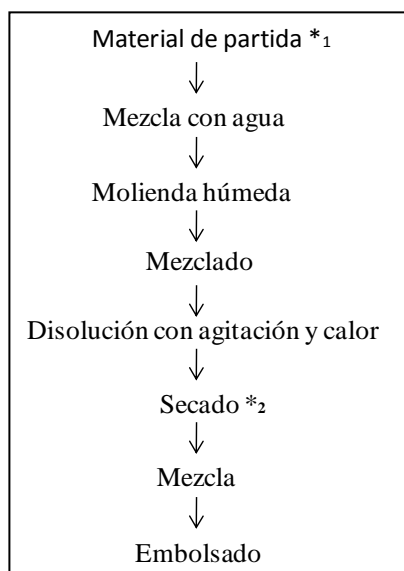 Material de partida *1
Mezcla con agua
Molienda húmeda
Mezclado
Disolución con agitación y calor
Secado *2
Mezcla
Embolsado